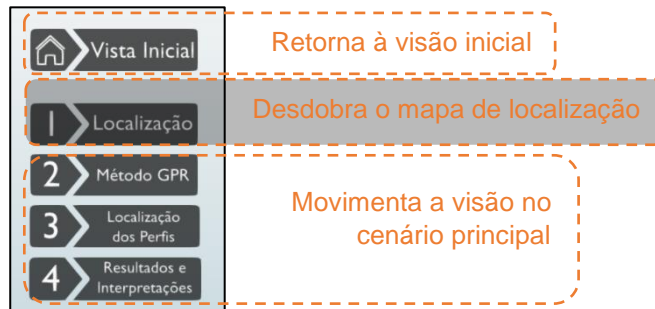 Vista Inicial
Retorna à visão inicial
1 Localização
Desdobra o mapa de localização
2 Método GPR
3 Localização
dos Perfis
4 Resultados e
Interpretações
Movimenta a visão no
cenário principal